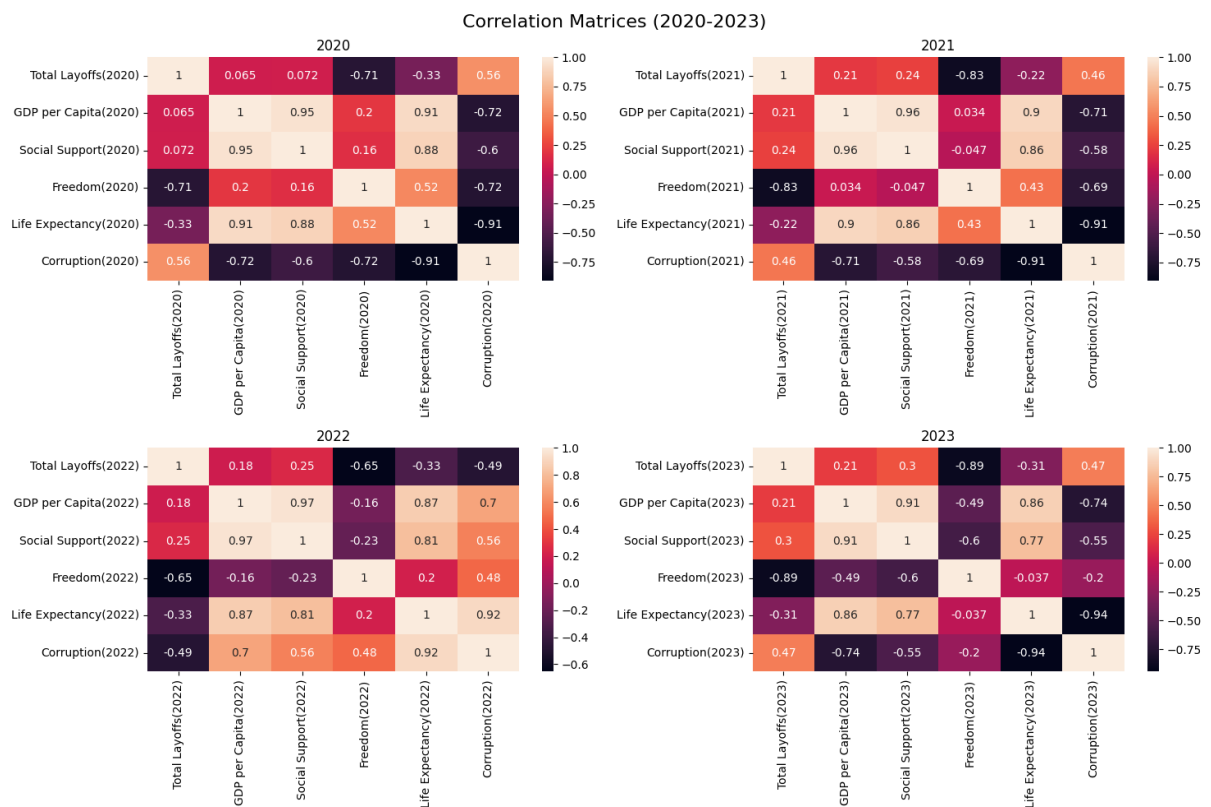 Correlation Matrices (2020-2023)
2020
Total Layoffs(2020) 1 0.065 0.072 -0.71 -0.33 0.56
GDP per Capita(2020) 0.065 1 0.95 0.2 0.91 -0.72
Social Support(2020) 0.072 0.95 1 0.16 0.88 -0.6
Freedom(2020) -0.71 0.2 0.16 1 0.52 -0.72
Life Expectancy(2020) -0.33 0.91 0.88 0.52 1 -0.91
Corruption(2020) 0.56 -0.72 -0.6 -0.72 -0.91 1
Total Layoffs(2020)
GDP per Capita(2020)
Social Support(2020)
Freedom(2020)
Life Expectancy(2020)
Corruption(2020)
1.00
0.75
0.50
0.25
0.00
−0.25
−0.50
−0.75
2021
Total Layoffs(2021) 1 0.21 0.24 -0.83 -0.22 0.46
GDP per Capita(2021) 0.21 1 0.96 0.034 0.9 -0.71
Social Support(2021) 0.24 0.96 1 -0.047 0.86 -0.58
Freedom(2021) -0.83 0.034 -0.047 1 0.43 -0.69
Life Expectancy(2021) -0.22 0.9 0.86 0.43 1 -0.91
Corruption(2021) 0.46 -0.71 -0.58 -0.69 -0.91 1
Total Layoffs(2021)
GDP per Capita(2021)
Social Support(2021)
Freedom(2021)
Life Expectancy(2021)
Corruption(2021)
1.00
0.75
0.50
0.25
0.00
−0.25
−0.50
−0.75
2022
Total Layoffs(2022) 1 0.18 0.25 -0.65 -0.33 -0.49
GDP per Capita(2022) 0.18 1 0.97 -0.16 0.87 0.7
Social Support(2022) 0.25 0.97 1 -0.23 0.81 0.56
Freedom(2022) -0.65 -0.16 -0.23 1 0.2 0.48
Life Expectancy(2022) -0.33 0.87 0.81 0.2 1 0.92
Corruption(2022) -0.49 0.7 0.56 0.48 0.92 1
Total Layoffs(2022)
GDP per Capita(2022)
Social Support(2022)
Freedom(2022)
Life Expectancy(2022)
Corruption(2022)
1.0
0.8
0.6
0.4
0.2
0.0
−0.2
−0.4
−0.6
2023
Total Layoffs(2023) 1 0.21 0.3 -0.89 -0.31 0.47
GDP per Capita(2023) 0.21 1 0.91 -0.49 0.86 -0.74
Social Support(2023) 0.3 0.91 1 -0.6 0.77 -0.55
Freedom(2023) -0.89 -0.49 -0.6 1 -0.037 -0.2
Life Expectancy(2023) -0.31 0.86 0.77 -0.037 1 -0.94
Corruption(2023) 0.47 -0.74 -0.55 -0.2 -0.94 1
Total Layoffs(2023)
GDP per Capita(2023)
Social Support(2023)
Freedom(2023)
Life Expectancy(2023)
Corruption(2023)
1.00
0.75
0.50
0.25
0.00
−0.25
−0.50
−0.75